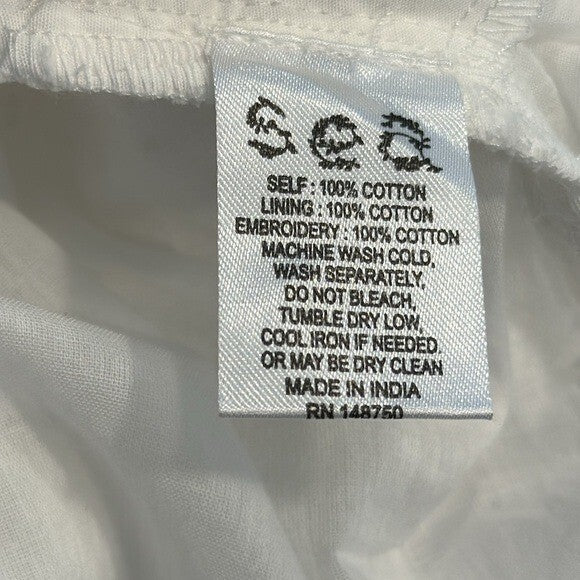 SELF : 100% COTTON
LINING : 100% COTTON
EMBROIDERY : 100% COTTON
MACHINE WASH COLD,
WASH SEPARATELY,
DO NOT BLEACH,
TUMBLE DRY LOW,
COOL IRON IF NEEDED
OR MAY BE DRY CLEAN
MADE IN INDIA
RN 148750